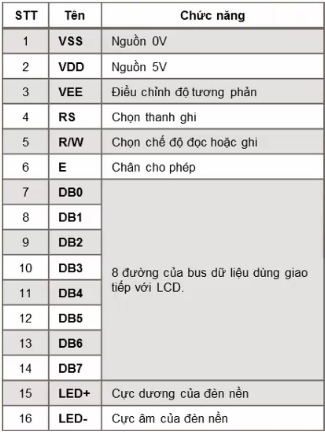 STT Tên Chức năng
1 VSS Nguồn 0V
2 VDD Nguồn 5V
3 VEE Điều chỉnh độ tương phản
4 RS Chọn thanh ghi
5 R/W Chọn chế độ đọc hoặc ghi
6 E Chân cho phép
7 DB0
8 DB1
9 DB2
10 DB3
11 DB4
12 DB5
13 DB6
14 DB7
8 đường của bus dữ liệu dùng giao
tiếp với LCD.
15 LED+ Cực dương của đèn nền
16 LED- Cực âm của đèn nền